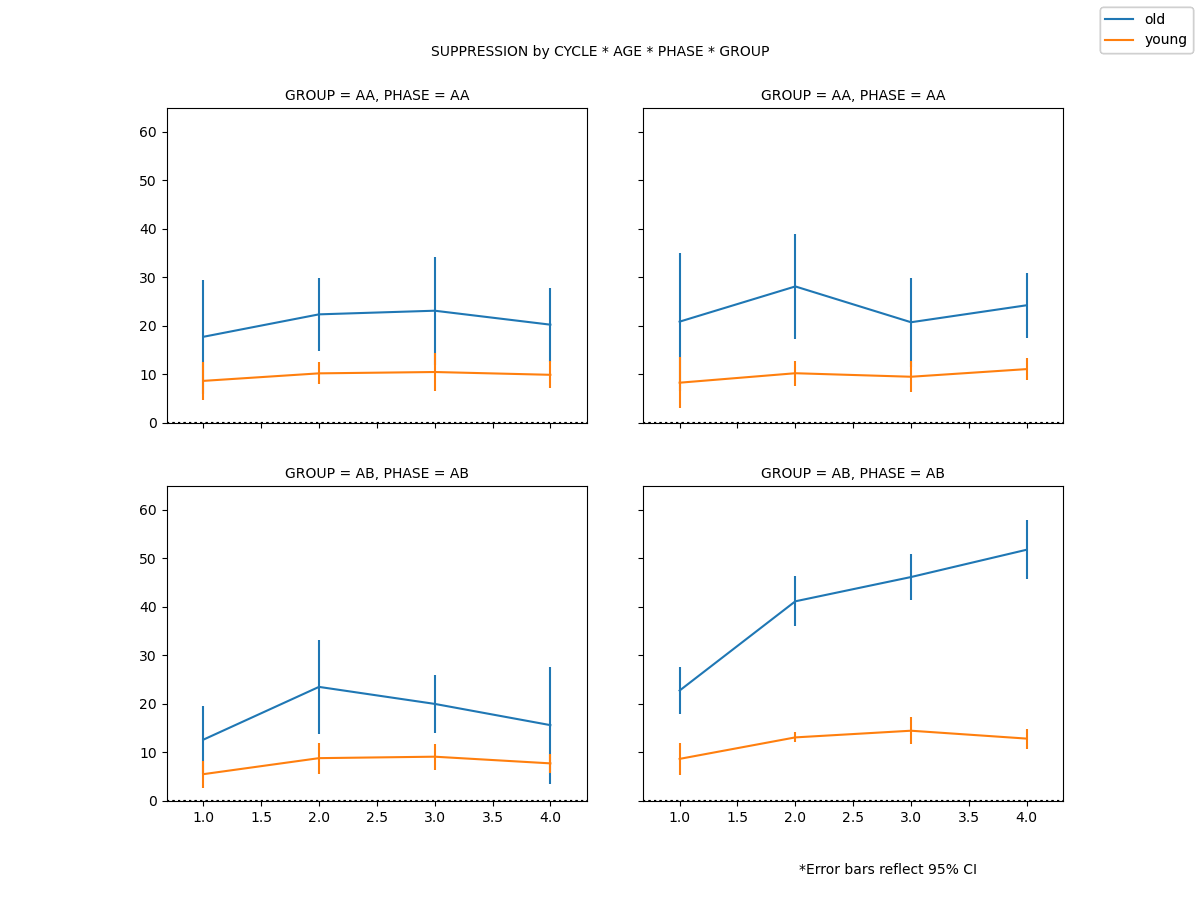 old
young
SUPPRESSION by CYCLE * AGE * PHASE * GROUP
GROUP = AA, PHASE = AA
GROUP = AA, PHASE = AA
60
50
40
30
20
10
0
GROUP = AB, PHASE = AB
GROUP = AB, PHASE = AB
60
50
40
30
20
10
0
1.0 1.5 2.0 2.5 3.0 3.5 4.0
1.0 1.5 2.0 2.5 3.0 3.5 4.0
*Error bars reflect 95% CI